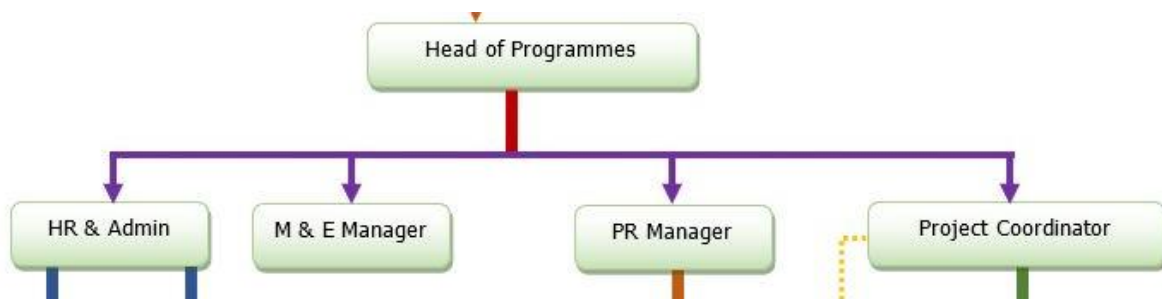 Head of Programmes
HR & Admin
M & E Manager
PR Manager
Project Coordinator